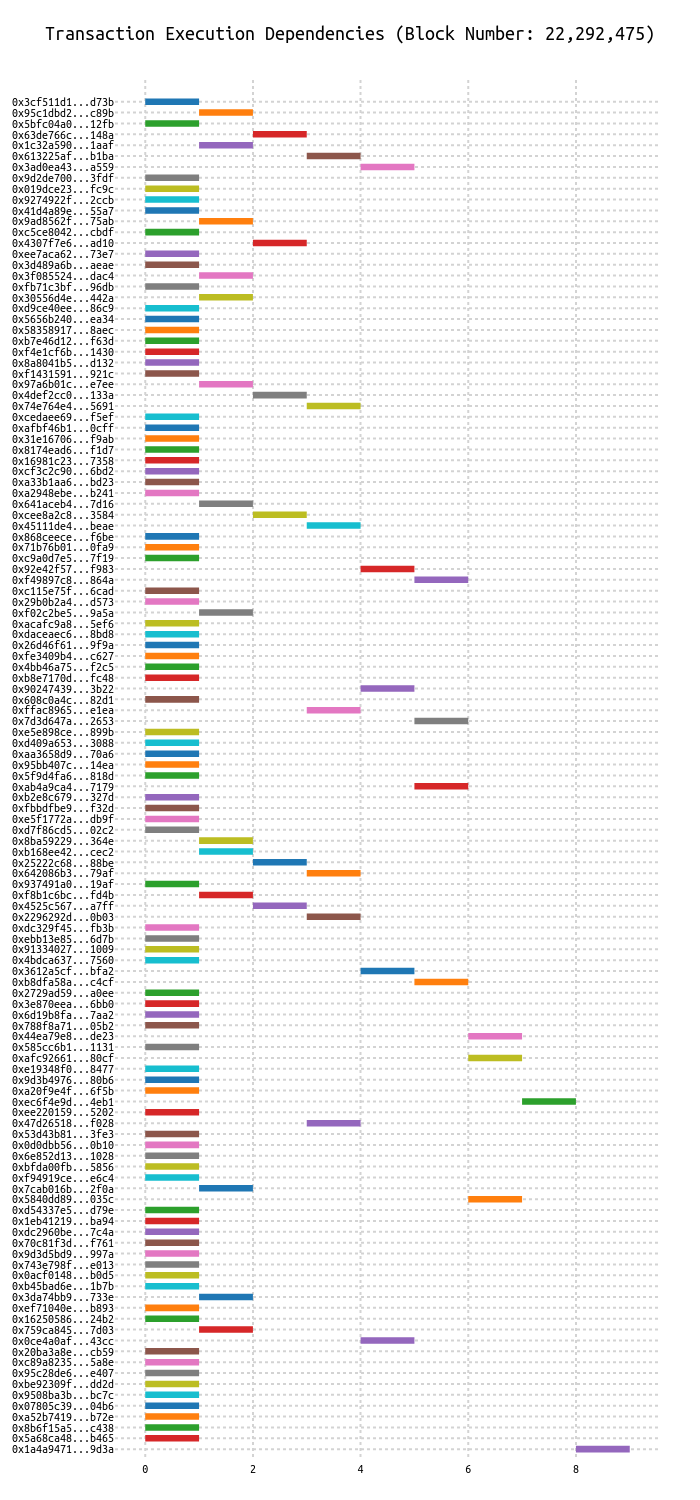 Transaction Execution Dependencies (Block Number: 22,292,475)
0x3cf511d1...d73b
0x95c1dbd2...c89b
0x5bfc04a0...12fb
0x63de766c...148a
0x1c32a590...1aaf
0x613225af...b1ba
0x3ad0ea43...a559
0x9d2de700...3fdf
0x019dce23...fc9c
0x9274922f...2ccb
0x41d4a89e...55a7
0x9ad8562f...75ab
0xc5ce8042...cbdf
0x4307f7e6...ad10
0xee7aca62...73e7
0x3d489a6b...aeae
0x3f085524...dac4
0xfb71c3bf...96db
0x30556d4e...442a
0xd9ce40ee...86c9
0x5656b240...ea34
0x58358917...8aec
0xb7e46d12...f63d
0xf4e1cf6b...1430
0x8a8041b5...d132
0xf1431591...921c
0x97a6b01c...e7ee
0x4def2cc0...133a
0x74e764e4...5691
0xcedaee69...f5ef
0xafbf46b1...0cff
0x31e16706...f9ab
0x8174ead6...f1d7
0x16981c23...7358
0xcf3c2c90...6bd2
0xa33b1aa6...bd23
0xa2948ebe...b241
0x641aceb4...7d16
0xcee8a2c8...3584
0x45111de4...beae
0x868ceece...f6be
0x71b76b01...0fa9
0xc9a0d7e5...7f19
0x92e42f57...f983
0xf49897c8...864a
0xc115e75f...6cad
0x29b0b2a4...d573
0xf02c2be5...9a5a
0xacafc9a8...5ef6
0xdaceaec6...8bd8
0x26d46f61...9f9a
0xfe3409b4...c627
0x4bb46a75...f2c5
0xb8e7170d...fc48
0x90247439...3b22
0x608c0a4c...82d1
0xffac8965...e1ea
0x7d3d647a...2653
0xe5e898ce...899b
0xd409a653...3088
0xaa3658d9...70a6
0x95bb407c...14ea
0x5f9d4fa6...818d
0xab4a9ca4...7179
0xb2e8c679...327d
0xfbbdfbe9...f32d
0xe5f1772a...db9f
0xd7f86cd5...02c2
0x8ba59229...364e
0xb168ee42...cec2
0x25222c68...88be
0x642086b3...79af
0x937491a0...19af
0xf8b1c6bc...fd4b
0x4525c567...a7ff
0x2296292d...0b03
0xdc329f45...fb3b
0xebb13e85...6d7b
0x91334027...1009
0x4bdca637...7560
0x3612a5cf...bfa2
0xb8dfa58a...c4cf
0x2729ad59...a0ee
0x3e870eea...6bb0
0x6d19b8fa...7aa2
0x788f8a71...05b2
0x44ea79e8...de23
0x585cc6b1...1131
0xafc92661...80cf
0xe19348f0...8477
0x9d3b4976...80b6
0xa20f9e4f...6f5b
0xec6f4e9d...4eb1
0xee220159...5202
0x47d26518...f028
0x53d43b81...3fe3
0x0d0dbb56...0b10
0x6e852d13...1028
0xbfda00fb...5856
0xf94919ce...e6c4
0x7cab016b...2f0a
0x5840dd89...035c
0xd54337e5...d79e
0x1eb41219...ba94
0xdc2960be...7c4a
0x70c81f3d...f761
0x9d3d5bd9...997a
0x743e798f...e013
0x0acf0148...b0d5
0xb45bad6e...1b7b
0x3da74bb9...733e
0xef71040e...b893
0x16250586...24b2
0x759ca845...7d03
0x0ce4a0af...43cc
0x20ba3a8e...cb59
0xc89a8235...5a8e
0x95c28de6...e407
0xbe92309f...dd2d
0x9508ba3b...bc7c
0x07805c39...04b6
0xa52b7419...b72e
0x8b6f15a5...c438
0x5a68ca48...b465
0x1a4a9471...9d3a
0 2 4 6 8